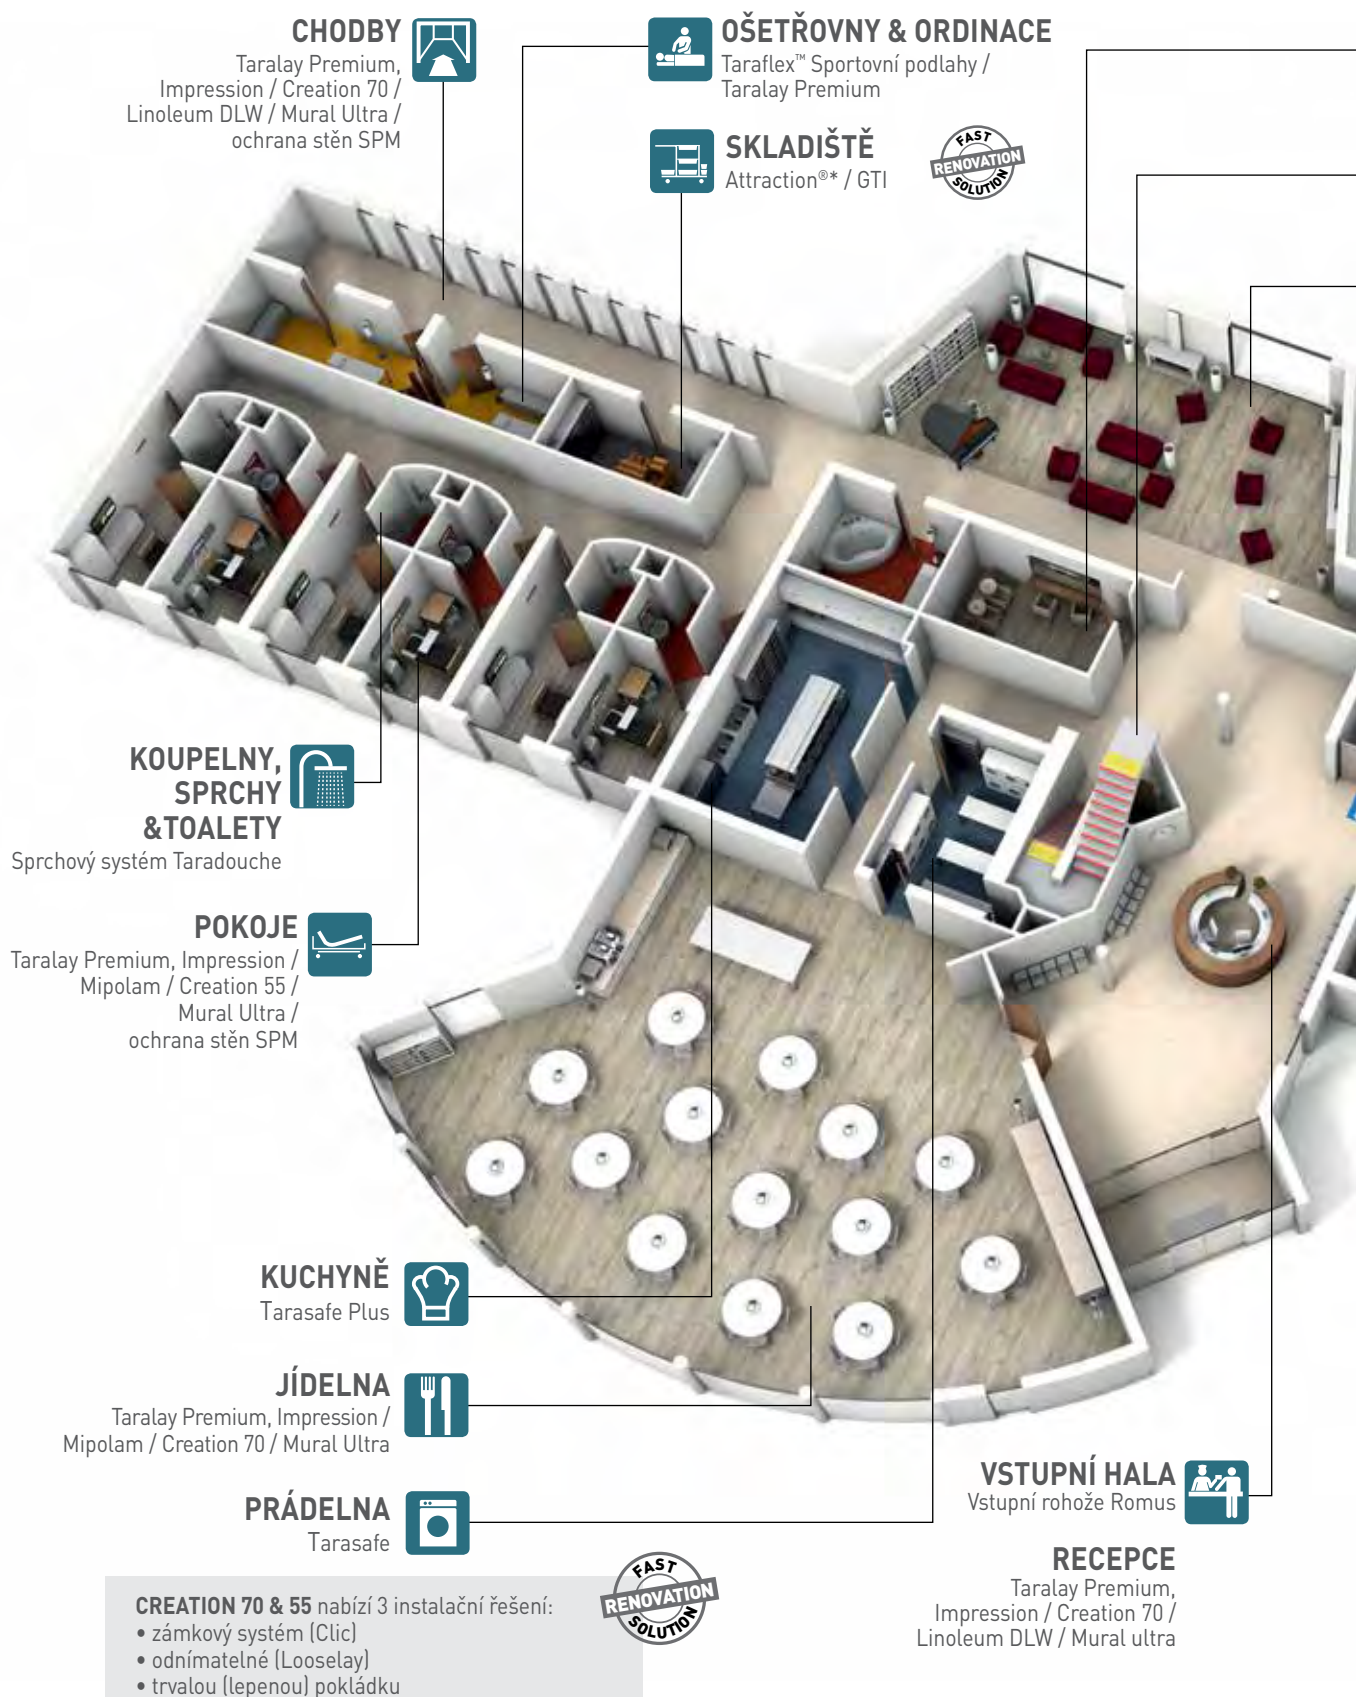 CHODBY
Taralay Premium,
Impression / Creation 70 /
Linoleum DLW / Mural Ultra /
ochrana stěn SPM
OŠETŘOVNY & ORDINACE
Taraflex™ Sportovní podlahy /
Taralay Premium
SKLADIŠTĚ
Attraction®* / GTI
FAST
RENOVATION
SOLUTION
KOUPELNY,
SPRCHY
&TOALETY
Sprchový systém Taradouche
POKOJE
Taralay Premium, Impression /
Mipolam / Creation 55 /
Mural Ultra /
ochrana stěn SPM
KUCHYNĚ
Tarasafe Plus
JÍDELNA
Taralay Premium, Impression /
Mipolam / Creation 70 / Mural Ultra
PRÁDELNA
Tarasafe
VSTUPNÍ HALA
Vstupní rohože Romus
RECEPCE
Taralay Premium,
Impression / Creation 70 /
Linoleum DLW / Mural ultra
FAST
RENOVATION
SOLUTION
CREATION 70 & 55 nabízí 3 instalační řešení:
• zámkový systém (Clic)
• odnímatelné (Looselay)
• trvalou (lepenou) pokládku